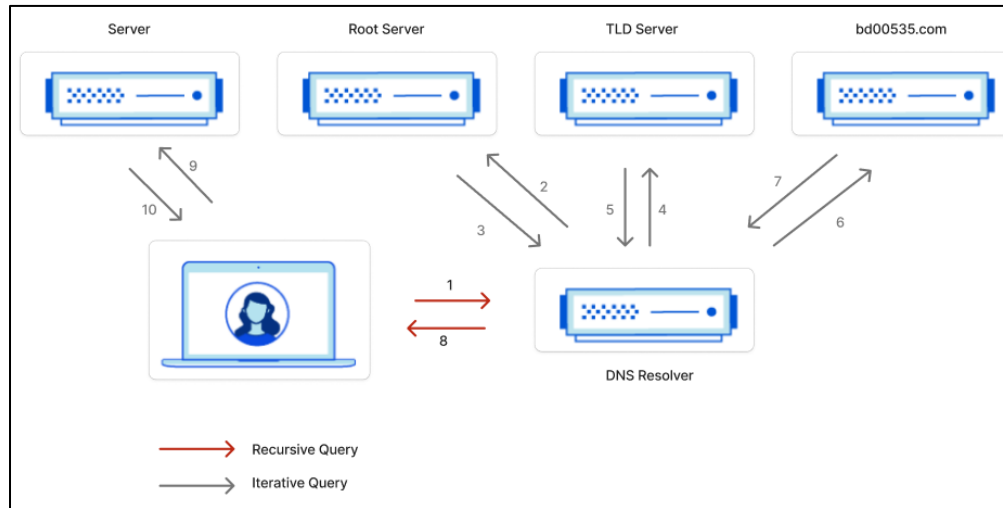 Server
Root Server
TLD Server
bd00535.com
9
10
2
3
5
4
7
6
1
8
DNS Resolver
Recursive Query
Iterative Query